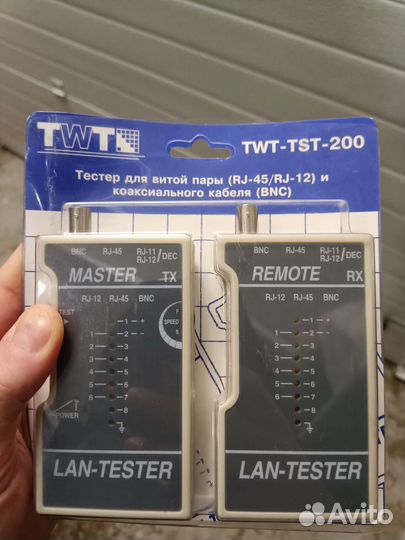 TWT
TWT-TST-200
Тестер для витой пары (RJ-45/RJ-12) и
коаксиального кабеля (BNC)
BNC RJ-45 RJ-11/DEC
RJ-12
MASTER TX
RJ-12 RJ-45 BNC
TEST
F
SPEED
S
1 +
1 2 -
2 3
3 4
4 5
5 6
6 7
8
POWER
LAN-TESTER
BNC RJ-45 RJ-11/DEC
RJ-12
REMOTE RX
RJ-12 RJ-45 BNC
1 +
1 2 -
2 3
3 4
4 5
5 6
6 7
8
LAN-TESTER
Avito